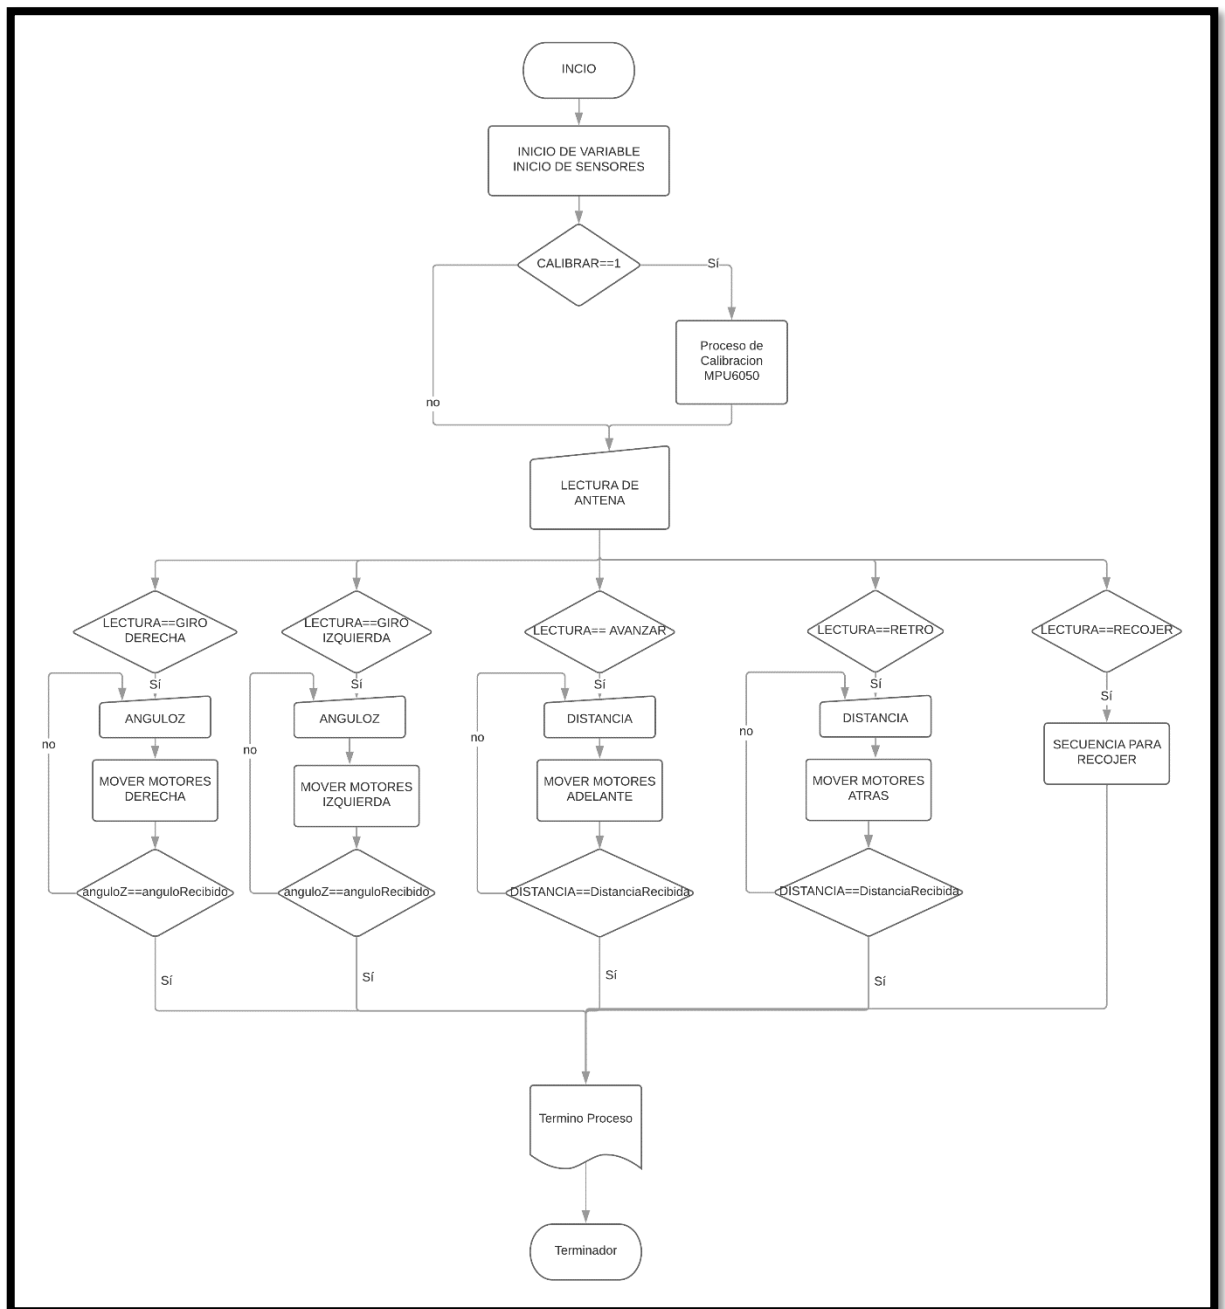 INCIO
INICIO DE VARIABLE
INICIO DE SENSORES
CALIBRAR==1
Sí
Proceso de
Calibracion
MPU6050
no
LECTURA DE
ANTENA
LECTURA==GIRO
DERECHA
LECTURA==GIRO
IZQUIERDA
LECTURA== AVANZAR
LECTURA==RETRO
LECTURA==RECOJER
Sí
Sí
Sí
Sí
Sí
ANGULOZ
ANGULOZ
DISTANCIA
DISTANCIA
no
no
no
no
SECUENCIA PARA
RECOJER
MOVER MOTORES
DERECHA
MOVER MOTORES
IZQUIERDA
MOVER MOTORES
ADELANTE
MOVER MOTORES
ATRAS
anguloZ==anguloRecibido
anguloZ==anguloRecibido
DISTANCIA==DistanciaRecibida
DISTANCIA==DistanciaRecibida
Sí
Sí
Sí
Sí
Termino Proceso
Terminador